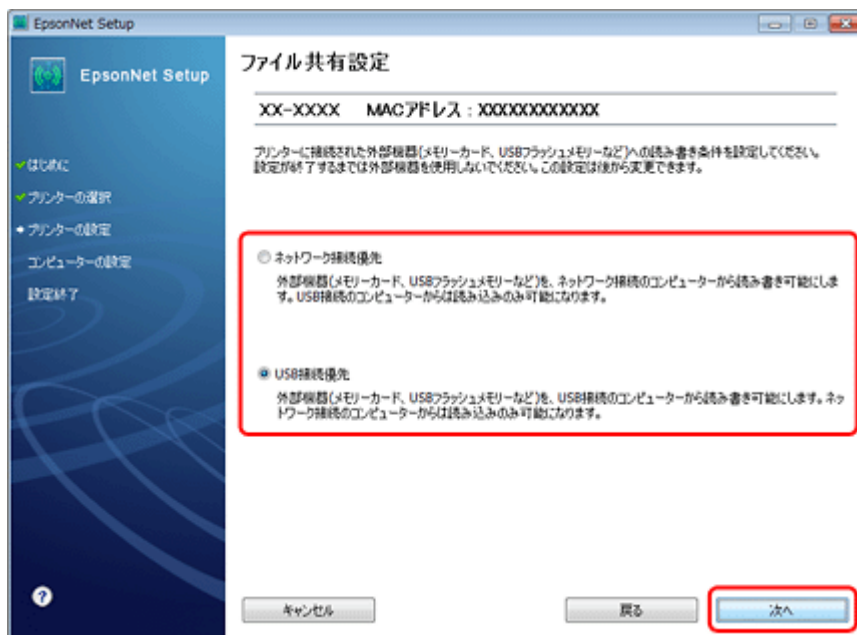 EpsonNet Setup
EpsonNet Setup
はじめに
プリンターの選択
プリンターの設定
コンピューターの設定
設定終了
ファイル共有設定
XX-XXXX MACアドレス : XXXXXXXXXXXX
プリンターに接続された外部機器(メモリーカード、USBフラッシュメモリーなど)への読み書き条件を設定してください。
設定が終了するまでは外部機器を使用しないでください。この設定は後から変更できます。
ネットワーク接続優先
外部機器(メモリーカード、USBフラッシュメモリーなど)を、ネットワーク接続のコンピューターから読み書き可能にしま
す。USB接続のコンピューターからは読み込みのみ可能になります。
USB接続優先
外部機器(メモリーカード、USBフラッシュメモリーなど)を、USB接続のコンピューターから読み書き可能にします。ネッ
トワーク接続のコンピューターからは読み込みのみ可能になります。
?
キャンセル
戻る
次へ